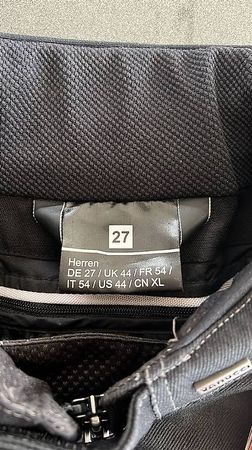 27
Herren
DE 27 / UK 44 / FR 54 /
IT 54 / US 44 / CN XL